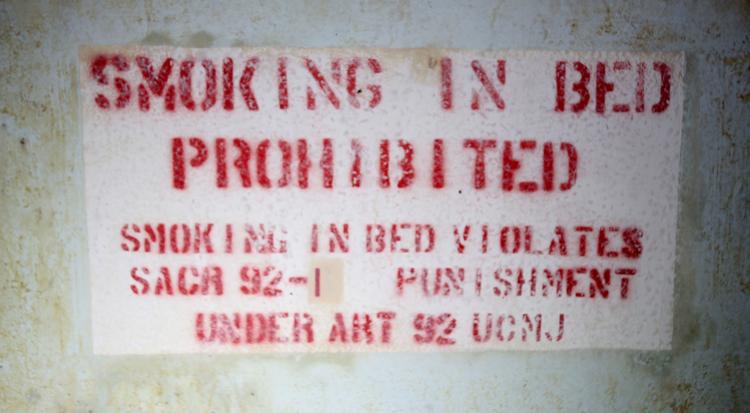 SMOKING IN BED
PROHIBITED
SMOKING IN BED VIOLATES
SACR 92-1 PUNISHMENT
UNDER ART 92 UCMJ